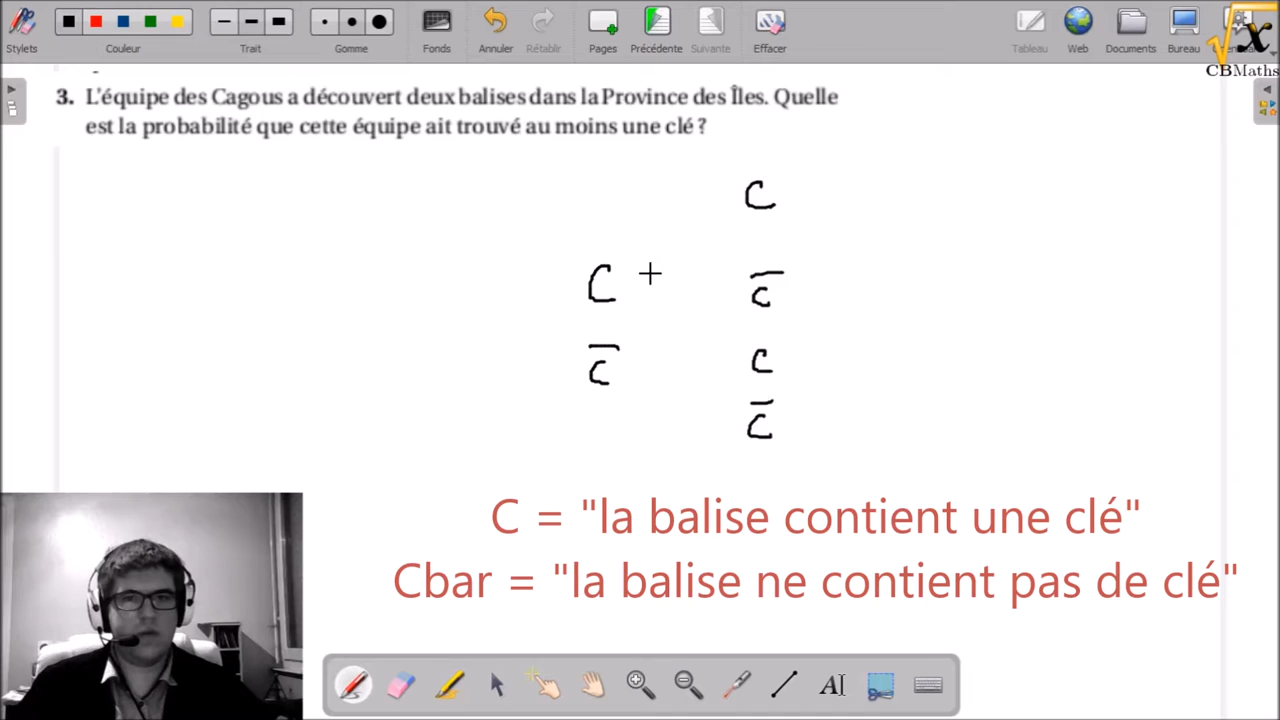 Stylets Couleur Trait Gomme Fonds Annuler Rétablir Pages Précédente Suivante Effacer Tableau Web Documents Bureau
CBMaths
3. L'équipe des Cagous a découvert deux balises dans la Province des Îles. Quelle
est la probabilité que cette équipe ait trouvé au moins une clé ?
C
C
C̅
C̅
C
C̅
C = "la balise contient une clé"
Cbar = "la balise ne contient pas de clé"
AI